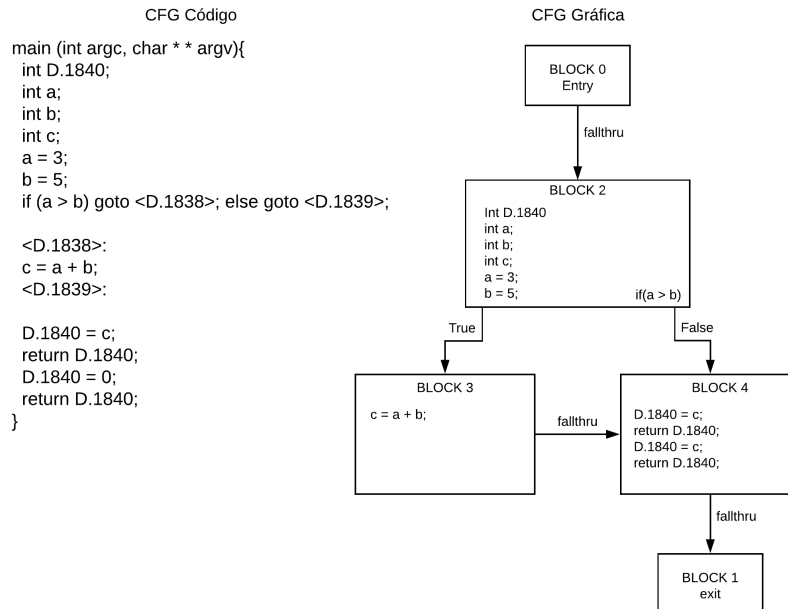 CFG Código
main (int argc, char * * argv){
int D.1840;
int a;
int b;
int c;
a = 3;
b = 5;
if (a > b) goto <D.1838>; else goto <D.1839>;
<D.1838>:
c = a + b;
<D.1839>:
D.1840 = c;
return D.1840;
D.1840 = 0;
return D.1840;
}
CFG Gráfica
BLOCK 0
Entry
fallthru
BLOCK 2
Int D.1840
int a;
int b;
int c;
a = 3;
b = 5;
if(a > b)
True
False
BLOCK 3
c = a + b;
fallthru
BLOCK 4
D.1840 = c;
return D.1840;
D.1840 = c;
return D.1840;
fallthru
BLOCK 1
exit